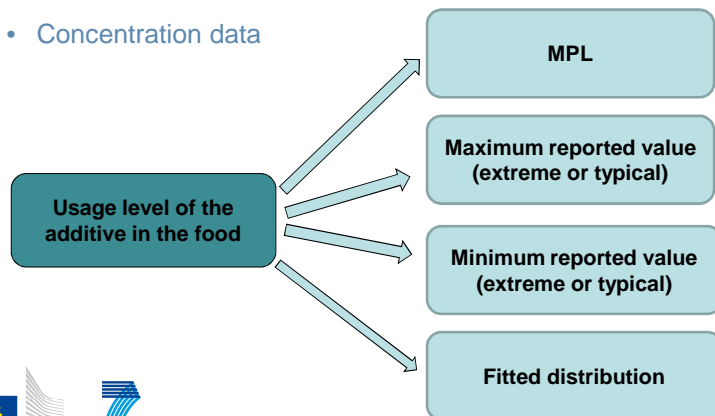 • Concentration data
MPL
Maximum reported value
(extreme or typical)
Usage level of the
additive in the food
Minimum reported value
(extreme or typical)
Fitted distribution